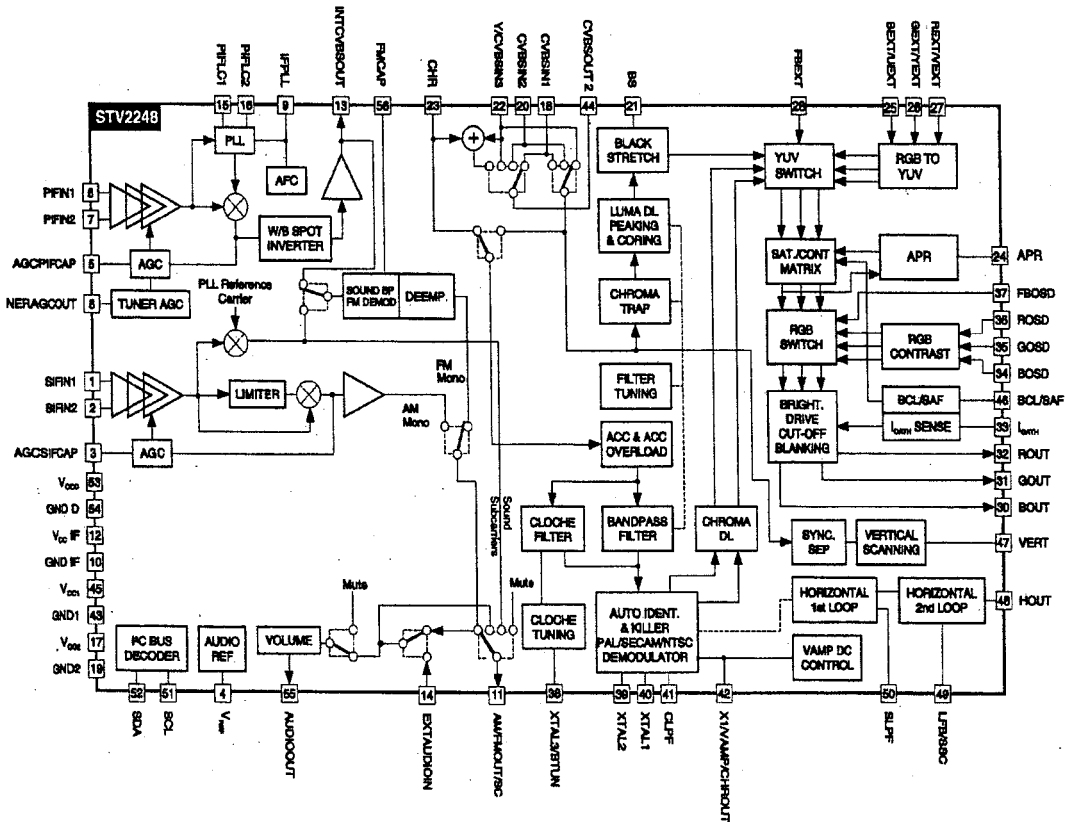 PIFLC1
PIFLC2
IFPLL
INTCVBSOUT
FMCAP
CHR
Y/CVBSIN3
CVBSIN2
CVBSIN1
CVBSOUT 2
BS
FBEXT
BEXT/UEXT
GEXT/YEXT
REXT/VEXT
15
16
9
13
56
23
22
20
18
44
21
28
25
26
27
STV2248
PLL
AFC
W/B SPOT
INVERTER
BLACK
STRETCH
YUV
SWITCH
RGB TO
YUV
PIFIN1
6
PIFIN2
7
AGCPIFCAP
5
AGC
8
TUNER AGC
PLL Reference
Carrier
SOUND BP
FM DEMOD
DEEMP.
LUMA DL
PEAKING
& CORING
SAT./CONT
MATRIX
APR
24
APR
CHROMA
TRAP
37
FBOSD
36
ROSD
35
GOSD
34
BOSD
RGB
SWITCH
RGB
CONTRAST
SIFIN1
1
SIFIN2
2
LIMITER
FM
Mono
AM
Mono
FILTER
TUNING
BRIGHT.
DRIVE
CUT-OFF
BLANKING
BCL/SAF
46
BCL/SAF
ICATH SENSE
33
ICATH
AGCSIFCAP
3
AGC
ACC & ACC
OVERLOAD
32
ROUT
31
GOUT
30
BOUT
VCCD
53
GND D
54
VCC IF
12
GND IF
10
VCC1
45
GND1
43
VCC2
17
GND2
19
Sound
Subcarriers
CLOCHE
FILTER
BANDPASS
FILTER
CHROMA
DL
SYNC.
SEP
VERTICAL
SCANNING
47
VERT
Mute
Mute
I²C BUS
DECODER
AUDIO
REF
VOLUME
CLOCHE
TUNING
AUTO IDENT.
& KILLER
PAL/SECAM/NTSC
DEMODULATOR
HORIZONTAL
1st LOOP
HORIZONTAL
2nd LOOP
48
HOUT
VAMP DC
CONTROL
52
51
4
55
14
11
38
39
40
41
42
50
49
SDA
SCL
VREF
AUDIOOUT
EXTAUDIOIN
AM/FMOUT/SC
XTAL3/BTUN
XTAL2
XTAL1
CLPF
X1/VAMP/CHROUT
SLPF
LFB/SSC